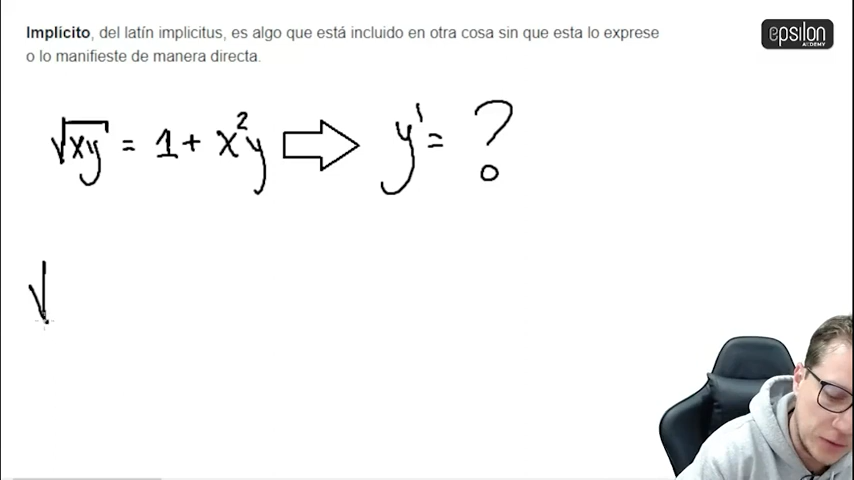 Implícito, del latín implicitus, es algo que está incluido en otra cosa sin que esta lo exprese
o lo manifieste de manera directa.
epsilon
ACADEMY
√xy = 1 + x²y ⇒ y' = ?
√